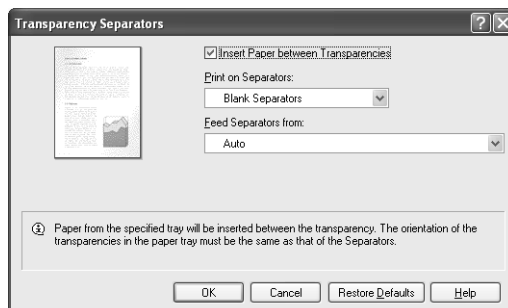 Transparency Separators
Insert Paper between Transparencies
Print on Separators:
Blank Separators
Feed Separators from:
Auto
Paper from the specified tray will be inserted between the transparency. The orientation of the
transparencies in the paper tray must be the same as that of the Separators.
OK Cancel Restore Defaults Help